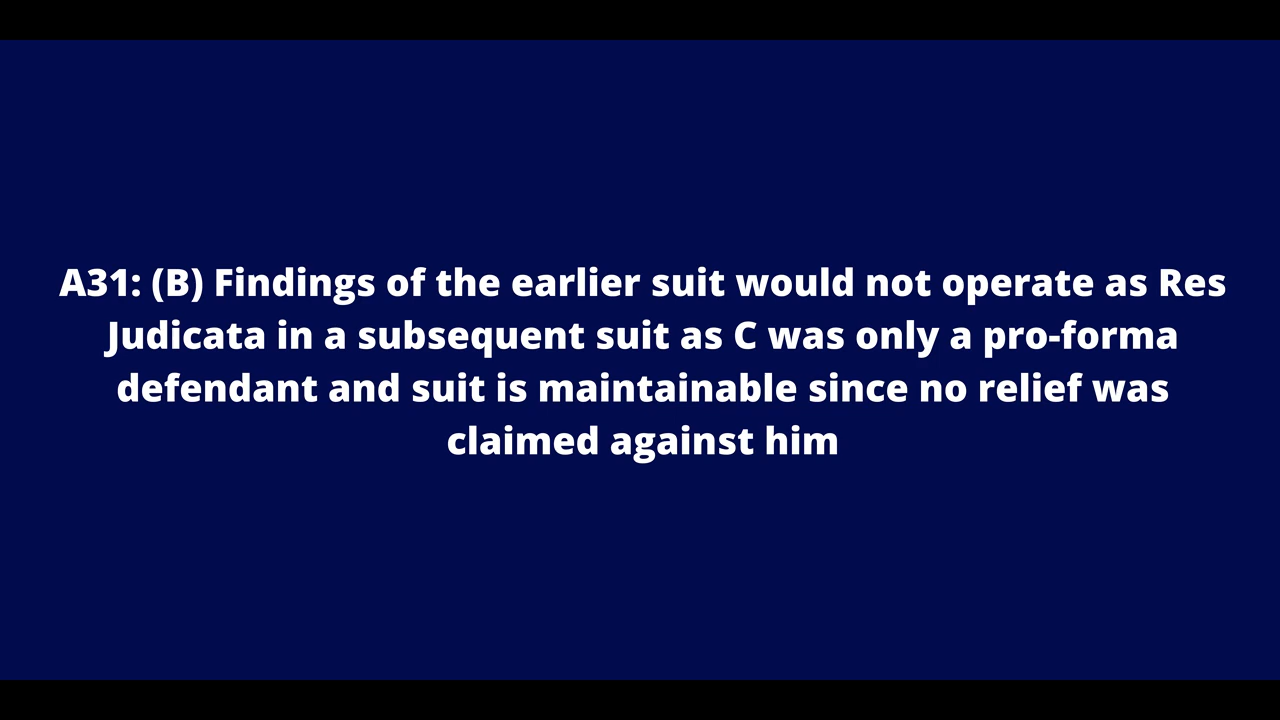 A31: (B) Findings of the earlier suit would not operate as Res
Judicata in a subsequent suit as C was only a pro-forma
defendant and suit is maintainable since no relief was
claimed against him